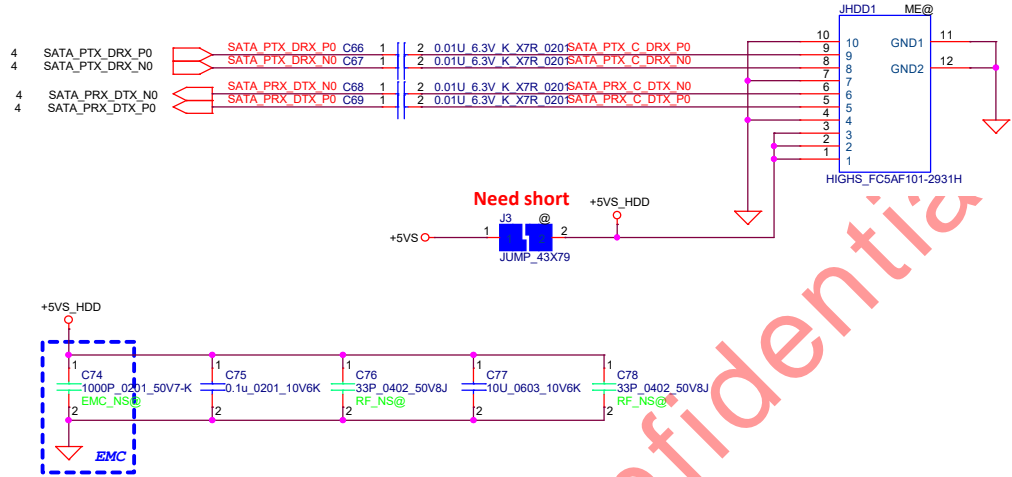 JHDD1 ME@
4 SATA_PTX_DRX_P0 SATA_PTX_DRX_P0 C66 1 2 0.01U_6.3V_K_X7R_0201 SATA_PTX_C_DRX_P0
4 SATA_PTX_DRX_N0 SATA_PTX_DRX_N0 C67 1 2 0.01U_6.3V_K_X7R_0201 SATA_PTX_C_DRX_N0
4 SATA_PRX_DTX_N0 SATA_PRX_DTX_N0 C68 1 2 0.01U_6.3V_K_X7R_0201 SATA_PRX_C_DTX_N0
4 SATA_PRX_DTX_P0 SATA_PRX_DTX_P0 C69 1 2 0.01U_6.3V_K_X7R_0201 SATA_PRX_C_DTX_P0
10 10 GND1 11
9 9
8 8 GND2 12
7 7
6 6
5 5
4 4
3 3
2 2
1 1
HIGHS_FC5AF101-2931H
Need short
+5VS_HDD
J3 @
+5VS 1 1 2 2
JUMP_43X79
+5VS_HDD
1 1 1 1 1
C74 C75 C76 C77 C78
1000P_0201_50V7-K 0.1u_0201_10V6K 33P_0402_50V8J 10U_0603_10V6K 33P_0402_50V8J
EMC_NS@ RF_NS@ RF_NS@
2 2 2 2 2
EMC
nfidentia